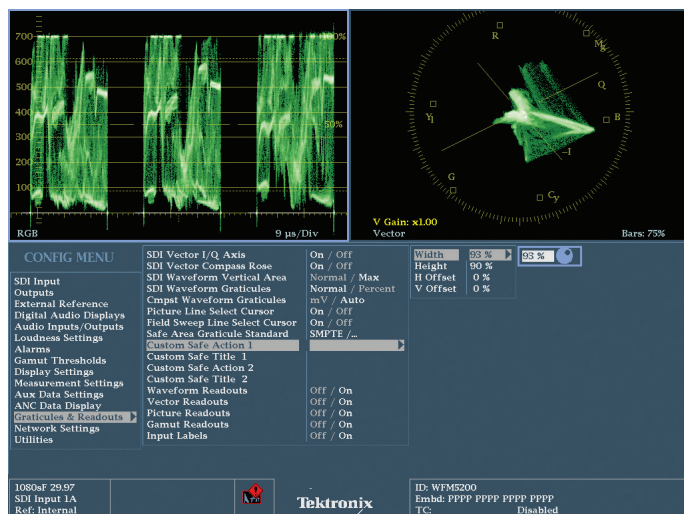 700
100%
600
500
400
50%
300
200
100
RGB
9 µs/Div
R
Mg
Q
B
Yl
-I
G
Cy
V Gain: x1.00
Vector
Bars: 75%
CONFIG MENU
SDI Input
Outputs
External Reference
Digital Audio Displays
Audio Inputs/Outputs
Loudness Settings
Alarms
Gamut Thresholds
Display Settings
Measurement Settings
Aux Data Settings
ANC Data Display
Graticules & Readouts
Network Settings
Utilities
SDI Vector I/Q Axis On / Off
SDI Vector Compass Rose On / Off
SDI Waveform Vertical Area Normal / Max
SDI Waveform Graticules Normal / Percent
Cmpst Waveform Graticules mV / Auto
Picture Line Select Cursor On / Off
Field Sweep Line Select Cursor On / Off
Safe Area Graticule Standard SMPTE /...
Custom Safe Action 1
Custom Safe Title 1
Custom Safe Action 2
Custom Safe Title 2
Waveform Readouts Off / On
Vector Readouts Off / On
Picture Readouts Off / On
Gamut Readouts Off / On
Input Labels Off / On
Width 93 %
Height 90 %
H Offset 0 %
V Offset 0 %
93 %
1080sF 29.97
SDI Input 1A
Ref: Internal
Tektronix
ID: WFM5200
Embd: PPPP PPPP PPPP PPPP
TC: Disabled